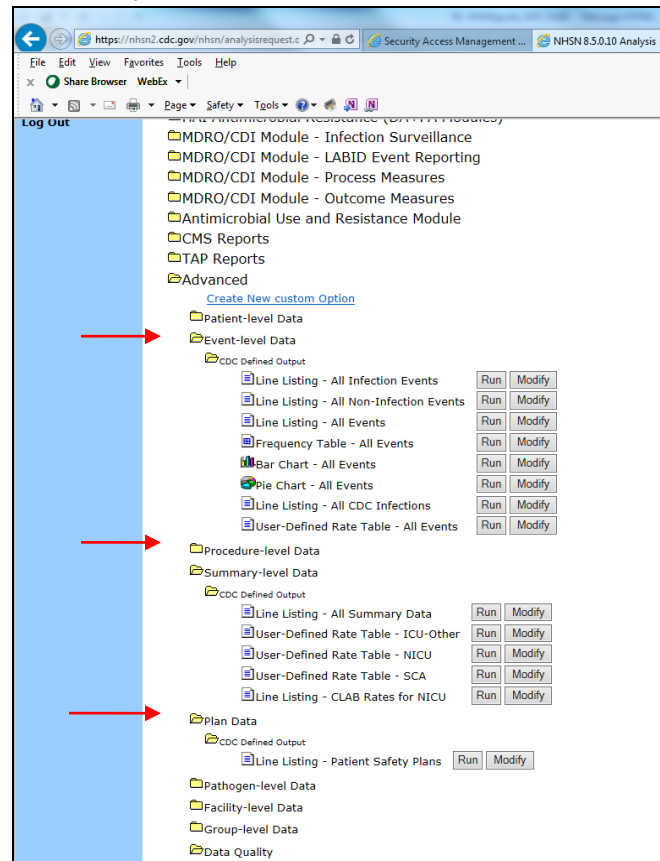 https://nhsn2.cdc.gov/nhsn/analysisrequest.c
Security Access Management ...
NHSN 8.5.0.10 Analysis
File Edit View Favorites Tools Help
x Share Browser WebEx
Page Safety Tools
Log Out
HAI Antimicrobial Resistance (DA+PA Modules)
MDRO/CDI Module - Infection Surveillance
MDRO/CDI Module - LABID Event Reporting
MDRO/CDI Module - Process Measures
MDRO/CDI Module - Outcome Measures
Antimicrobial Use and Resistance Module
CMS Reports
TAP Reports
Advanced
Create New custom Option
Patient-level Data
Event-level Data
CDC Defined Output
Line Listing - All Infection Events Run Modify
Line Listing - All Non-Infection Events Run Modify
Line Listing - All Events Run Modify
Frequency Table - All Events Run Modify
Bar Chart - All Events Run Modify
Pie Chart - All Events Run Modify
Line Listing - All CDC Infections Run Modify
User-Defined Rate Table - All Events Run Modify
Procedure-level Data
Summary-level Data
CDC Defined Output
Line Listing - All Summary Data Run Modify
User-Defined Rate Table - ICU-Other Run Modify
User-Defined Rate Table - NICU Run Modify
User-Defined Rate Table - SCA Run Modify
Line Listing - CLAB Rates for NICU Run Modify
Plan Data
CDC Defined Output
Line Listing - Patient Safety Plans Run Modify
Pathogen-level Data
Facility-level Data
Group-level Data
Data Quality